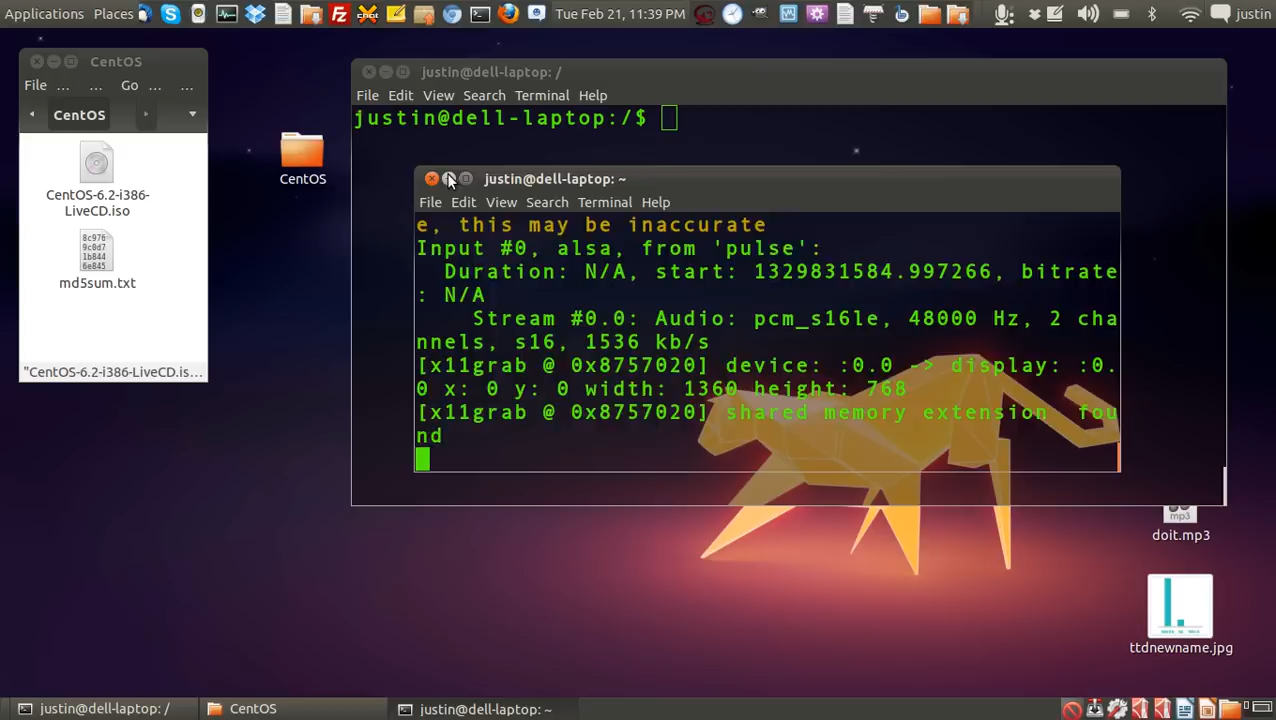 Applications Places Tue Feb 21, 11:39 PM justin
CentOS
File ... ... Go ... ...
CentOS
CentOS-6.2-i386-
LiveCD.iso
8c976
9c0d7
1b844
6e845
md5sum.txt
"CentOS-6.2-i386-LiveCD.is...
CentOS
justin@dell-laptop: /
File Edit View Search Terminal Help
justin@dell-laptop:/$
justin@dell-laptop: ~
File Edit View Search Terminal Help
e, this may be inaccurate
Input #0, alsa, from 'pulse':
Duration: N/A, start: 1329831584.997266, bitrate
: N/A
Stream #0.0: Audio: pcm_s16le, 48000 Hz, 2 cha
nnels, s16, 1536 kb/s
[x11grab @ 0x8757020] device: :0.0 -> display: :0.
0 x: 0 y: 0 width: 1360 height: 768
[x11grab @ 0x8757020] shared memory extension fou
nd
mp3
doit.mp3
ttdnewname.jpg
justin@dell-laptop: / CentOS justin@dell-laptop: ~